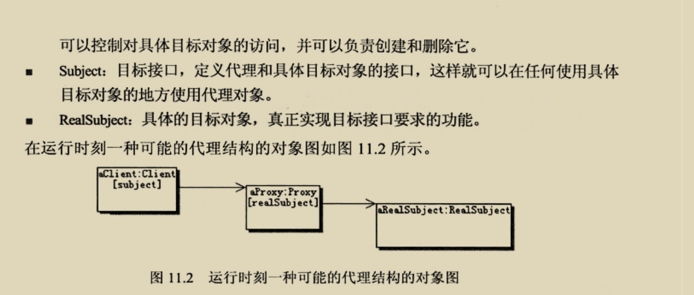 可以控制对具体目标对象的访问，并可以负责创建和删除它。
■ Subject：目标接口，定义代理和具体目标对象的接口，这样就可以在任何使用具体
目标对象的地方使用代理对象。
■ RealSubject：具体的目标对象，真正实现目标接口要求的功能。
在运行时刻一种可能的代理结构的对象图如图 11.2 所示。
aClient:Client
[subject]
aProxy:Proxy
[realSubject]
aRealSubject:RealSubject
图 11.2 运行时刻一种可能的代理结构的对象图